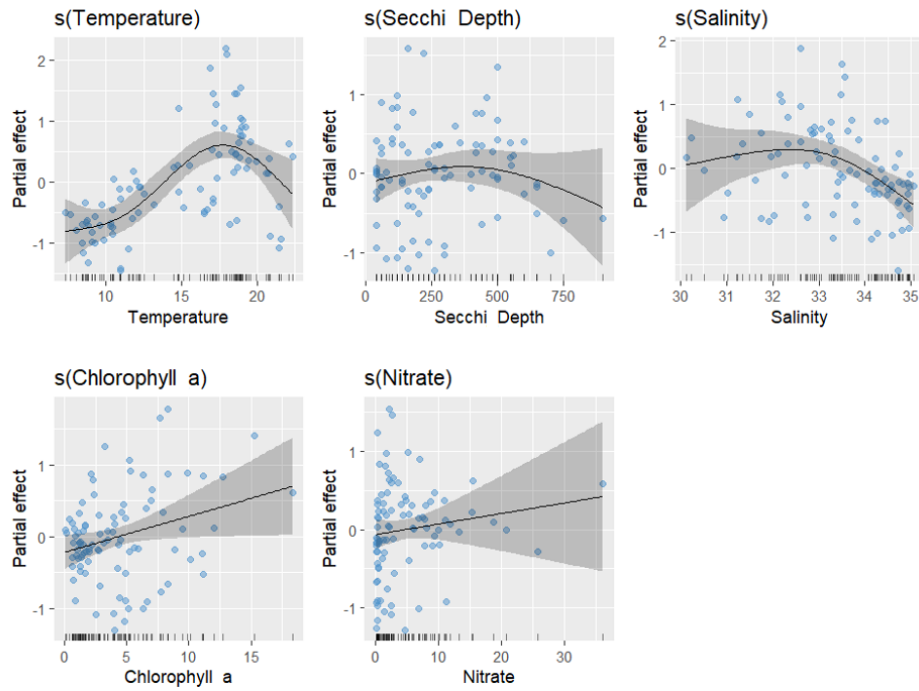 s(Temperature)
Partial effect
2
1
0
-1
10
15
20
Temperature
s(Secchi Depth)
Partial effect
1
0
-1
0
250
500
750
Secchi Depth
s(Salinity)
Partial effect
2
1
0
-1
30
31
32
33
34
35
Salinity
s(Chlorophyll a)
Partial effect
1
0
-1
0
5
10
15
Chlorophyll a
s(Nitrate)
Partial effect
1
0
-1
0
10
20
30
Nitrate